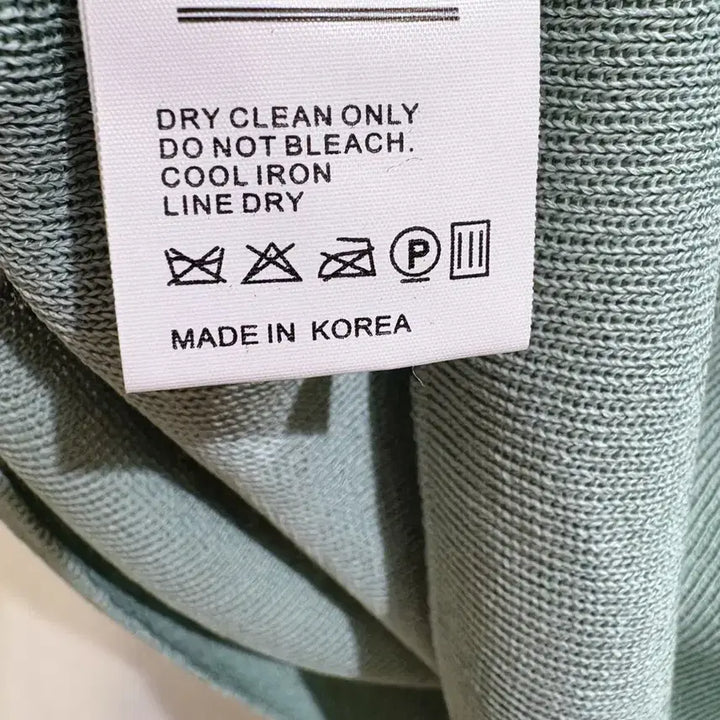 DRY CLEAN ONLY
DO NOT BLEACH.
COOL IRON
LINE DRY
P
MADE IN KOREA